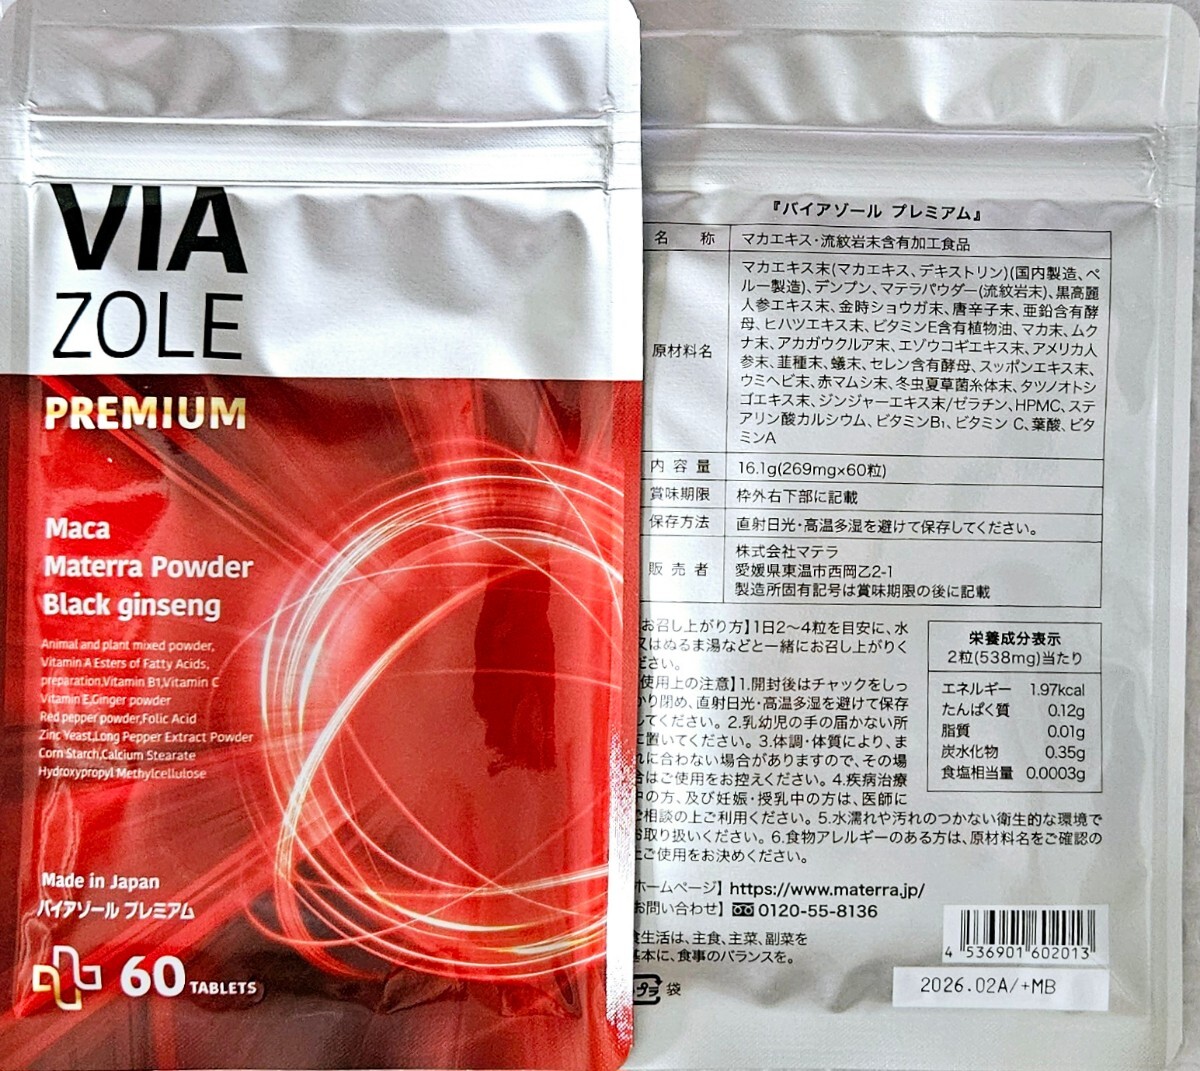 VIA
ZOLE
PREMIUM
Maca
Materra Powder
Black ginseng
Animal and plant mixed powder,
Vitamin A Esters of Fatty Acids,
preparation,Vitamin B1,Vitamin C
Vitamin E,Ginger powder
Red pepper powder,Folic Acid
Zinc Yeast,Long Pepper Extract Powder
Corn Starch,Calcium Stearate
Hydroxypropyl Methylcellulose
Made in Japan
バイアゾール プレミアム
60 TABLETS
『バイアゾール プレミアム』
名 称 マカエキス・流紋岩末含有加工食品
原材料名
マカエキス末(マカエキス、デキストリン)(国内製造、ペ
ルー製造)、デンプン、マテラパウダー(流紋岩末)、黒高麗
人参エキス末、金時ショウガ末、唐辛子末、亜鉛含有酵
母、ヒハツエキス末、ビタミンE含有植物油、マカ末、ムク
ナ末、アカガウクルア末、エゾウコギエキス末、アメリカ人
参末、韮種末、蟻末、セレン含有酵母、スッポンエキス末、
ウミヘビ末、赤マムシ末、冬虫夏草菌糸体末、タツノオトシ
ゴエキス末、ジンジャーエキス末/ゼラチン、HPMC、ステ
アリン酸カルシウム、ビタミンB₁、ビタミン C、葉酸、ビタ
ミンA
内 容 量 16.1g(269mg×60粒)
賞味期限 枠外右下部に記載
保存方法 直射日光・高温多湿を避けて保存してください。
販 売 者
株式会社マテラ
愛媛県東温市西岡乙2-1
製造所固有記号は賞味期限の後に記載
お召し上がり方】1日2～4粒を目安に、水
又はぬるま湯などと一緒にお召し上がりく
ださい。
使用上の注意】1.開封後はチャックをしっ
かり閉め、直射日光・高温多湿を避けて保存
してください。2.乳幼児の手の届かない所
に置いてください。3.体調・体質により、ま
れに合わない場合がありますので、その場
合はご使用をお控えください。4.疾病治療
中の方、及び妊娠・授乳中の方は、医師に
ご相談の上ご利用ください。5.水濡れや汚れのつかない衛生的な環境で
お取り扱いください。6.食物アレルギーのある方は、原材料名をご確認の
上ご使用をお決めください。
栄養成分表示
2粒(538mg)当たり
エネルギー 1.97kcal
たんぱく質 0.12g
脂質 0.01g
炭水化物 0.35g
食塩相当量 0.0003g
ホームページ】https://www.materra.jp/
お問い合わせ】0120-55-8136
食生活は、主食、主菜、副菜を
基本に、食事のバランスを。
プラ 袋
4 536901 602013
2026.02A/+MB